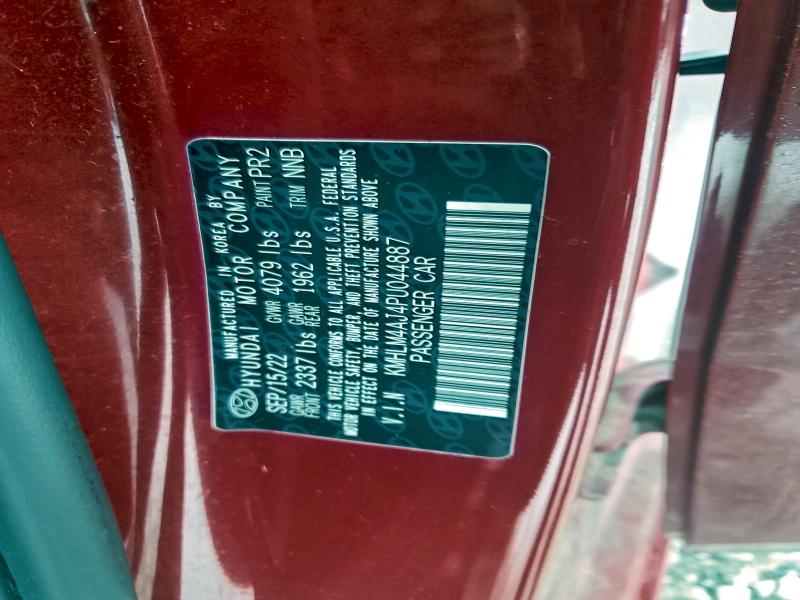 MANUFACTURED IN KOREA BY
HYUNDAI MOTOR COMPANY
SEP/15/22 GVWR 4079 lbs PAINT PR2
GAWR FRONT 2337 lbs GAWR REAR 1962 lbs TRIM NNB
THIS VEHICLE CONFORMS TO ALL APPLICABLE U.S.A. FEDERAL
MOTOR VEHICLE SAFETY, BUMPER, AND THEFT PREVENTION STANDARDS
IN EFFECT ON THE DATE OF MANUFACTURE SHOWN ABOVE
V.I.N KMHLM4AJ4PU044887
PASSENGER CAR